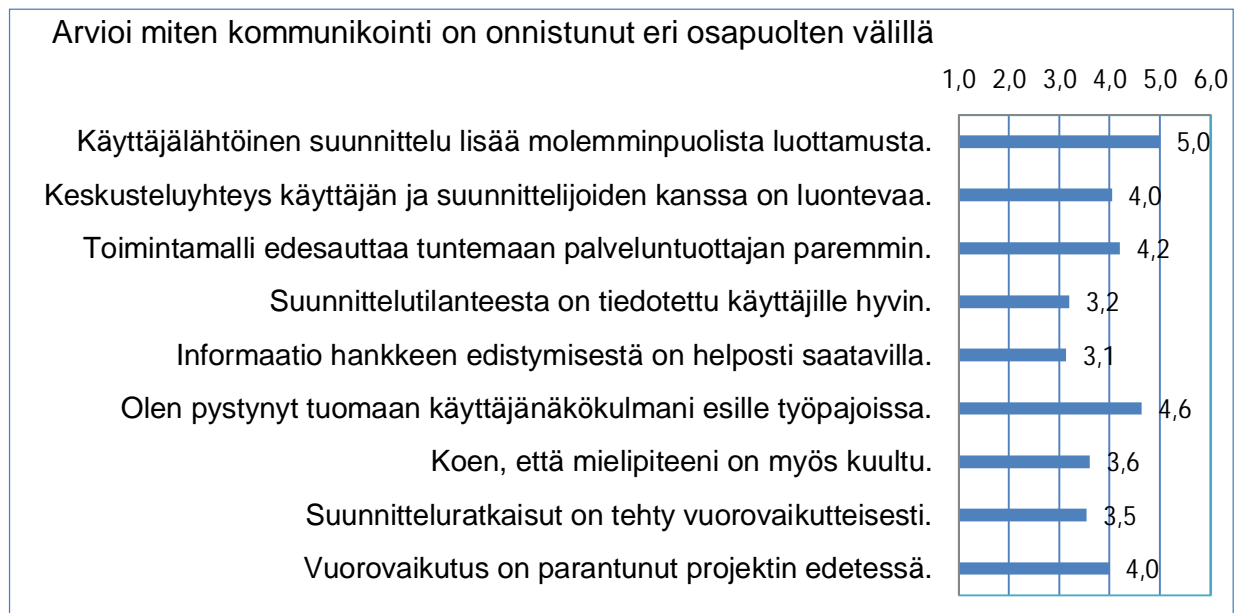 Arvioi miten kommunikointi on onnistunut eri osapuolten välillä
1,0 2,0 3,0 4,0 5,0 6,0
Käyttäjälähtöinen suunnittelu lisää molemminpuolista luottamusta. 5,0
Keskusteluyhteys käyttäjän ja suunnittelijoiden kanssa on luontevaa. 4,0
Toimintamalli edesauttaa tuntemaan palveluntuottajan paremmin. 4,2
Suunnittelutilanteesta on tiedotettu käyttäjille hyvin. 3,2
Informaatio hankkeen edistymisestä on helposti saatavilla. 3,1
Olen pystynyt tuomaan käyttäjänäkökulmani esille työpajoissa. 4,6
Koen, että mielipiteeni on myös kuultu. 3,6
Suunnitteluratkaisut on tehty vuorovaikutteisesti. 3,5
Vuorovaikutus on parantunut projektin edetessä. 4,0